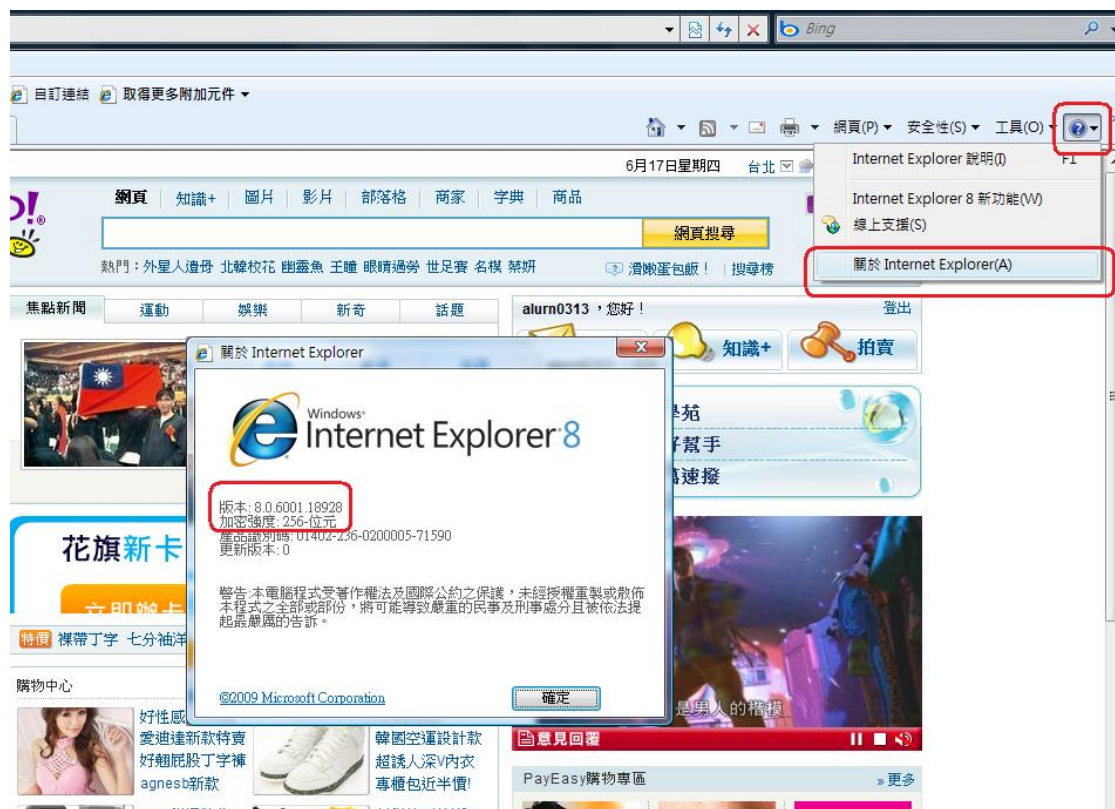 Bing
自訂連結 取得更多附加元件
網頁(P) 安全性(S) 工具(O)
Internet Explorer 說明(I) F1
Internet Explorer 8 新功能(W)
線上支援(S)
關於 Internet Explorer(A)
6月17日星期四 台北
網頁 知識+ 圖片 影片 部落格 商家 字典 商品
網頁搜尋
熱門：外星人遺骨 北韓校花 幽靈魚 王瞳 眼睛過勞 世足賽 名模 禁妍
滑嫩蛋包飯！ 搜尋榜
焦點新聞 運動 娛樂 新奇 話題
alurn0313 ，您好！ 登出
知識+ 拍賣
關於 Internet Explorer
Windows
Internet Explorer 8
版本: 8.0.6001.18928
加密強度: 256-位元
產品識別碼: 01402-236-0200005-71590
更新版本: 0
警告:本電腦程式受著作權法及國際公約之保護，未經授權重製或散佈
本程式之全部或部份，將可能導致嚴重的民事及刑事處分且被依法提
起最嚴厲的告訴。
©2009 Microsoft Corporation
確定
好幫手
速撥
花旗新卡
立即辦卡
特價 裸帶丁字 七分袖洋
是男人的楷模
意見回覆
購物中心
好性感
愛迪達新款特賣
好翹屁股丁字褲
agnesb新款
韓國空運設計款
超誘人深V內衣
專櫃包近半價!
PayEasy購物專區 »更多